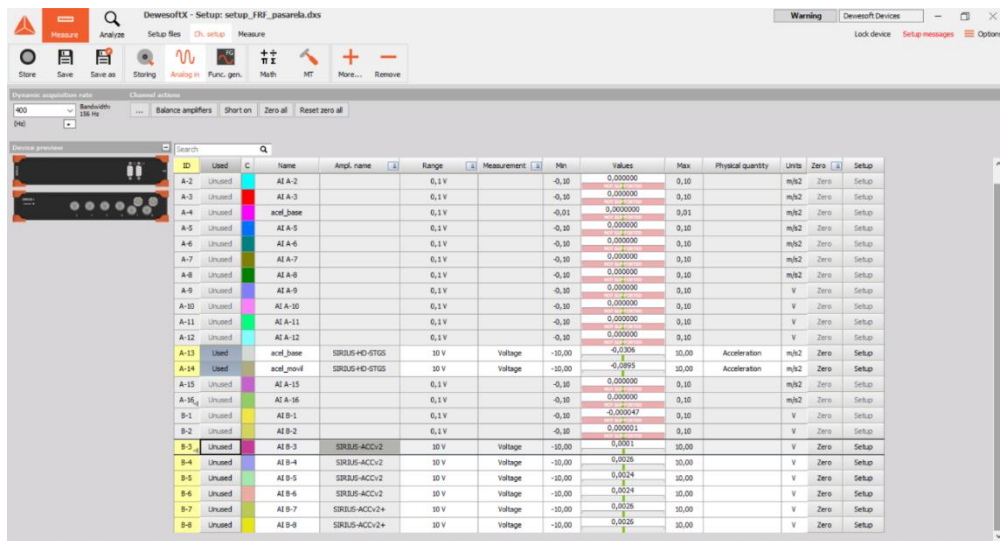 DewesoftX - Setup: setup_FRF_pasarela.dxs
Warning Dewesoft Devices
Measure Analyze
Setup files Ch. setup Measure
Lock device Setup messages Options
Store Save Save as Storing Analog in Func. gen. Math MT More... Remove
Dynamic acquisition rate Channel actions
400 Bandwidth: 156 Hz ... Balance amplifiers Short on Zero all Reset zero all
(Hz)
Device preview Search
ID Used C Name Ampl. name Range Measurement Min Values Max Physical quantity Units Zero Setup
A-2 Unused AI A-2 0,1 V -0,10 0,000000 0,10 m/s2 Zero Setup
A-3 Unused AI A-3 0,1 V -0,10 0,000000 0,10 m/s2 Zero Setup
A-4 Unused acel_base 0,1 V -0,01 0,0000000 0,01 m/s2 Zero Setup
A-5 Unused AI A-5 0,1 V -0,10 0,000000 0,10 m/s2 Zero Setup
A-6 Unused AI A-6 0,1 V -0,10 0,000000 0,10 m/s2 Zero Setup
A-7 Unused AI A-7 0,1 V -0,10 0,000000 0,10 m/s2 Zero Setup
A-8 Unused AI A-8 0,1 V -0,10 0,000000 0,10 m/s2 Zero Setup
A-9 Unused AI A-9 0,1 V -0,10 0,000000 0,10 V Zero Setup
A-10 Unused AI A-10 0,1 V -0,10 0,000000 0,10 V Zero Setup
A-11 Unused AI A-11 0,1 V -0,10 0,000000 0,10 V Zero Setup
A-12 Unused AI A-12 0,1 V -0,10 0,000000 0,10 V Zero Setup
A-13 Used acel_base SIRIUS-HD-STGS 10 V Voltage -10,00 -0,0306 10,00 Acceleration m/s2 Zero Setup
A-14 Used acel_movil SIRIUS-HD-STGS 10 V Voltage -10,00 -0,0895 10,00 Acceleration m/s2 Zero Setup
A-15 Unused AI A-15 0,1 V -0,10 0,000000 0,10 m/s2 Zero Setup
A-16 Unused AI A-16 0,1 V -0,10 0,000000 0,10 m/s2 Zero Setup
B-1 Unused AI B-1 0,1 V -0,10 -0,000047 0,10 V Zero Setup
B-2 Unused AI B-2 0,1 V -0,10 0,000001 0,10 V Zero Setup
B-3 Unused AI B-3 SIRIUS-ACCv2 10 V Voltage -10,00 0,0001 10,00 V Zero Setup
B-4 Unused AI B-4 SIRIUS-ACCv2 10 V Voltage -10,00 0,0026 10,00 V Zero Setup
B-5 Unused AI B-5 SIRIUS-ACCv2 10 V Voltage -10,00 0,0024 10,00 V Zero Setup
B-6 Unused AI B-6 SIRIUS-ACCv2 10 V Voltage -10,00 0,0024 10,00 V Zero Setup
B-7 Unused AI B-7 SIRIUS-ACCv2+ 10 V Voltage -10,00 0,0026 10,00 V Zero Setup
B-8 Unused AI B-8 SIRIUS-ACCv2+ 10 V Voltage -10,00 0,0026 10,00 V Zero Setup